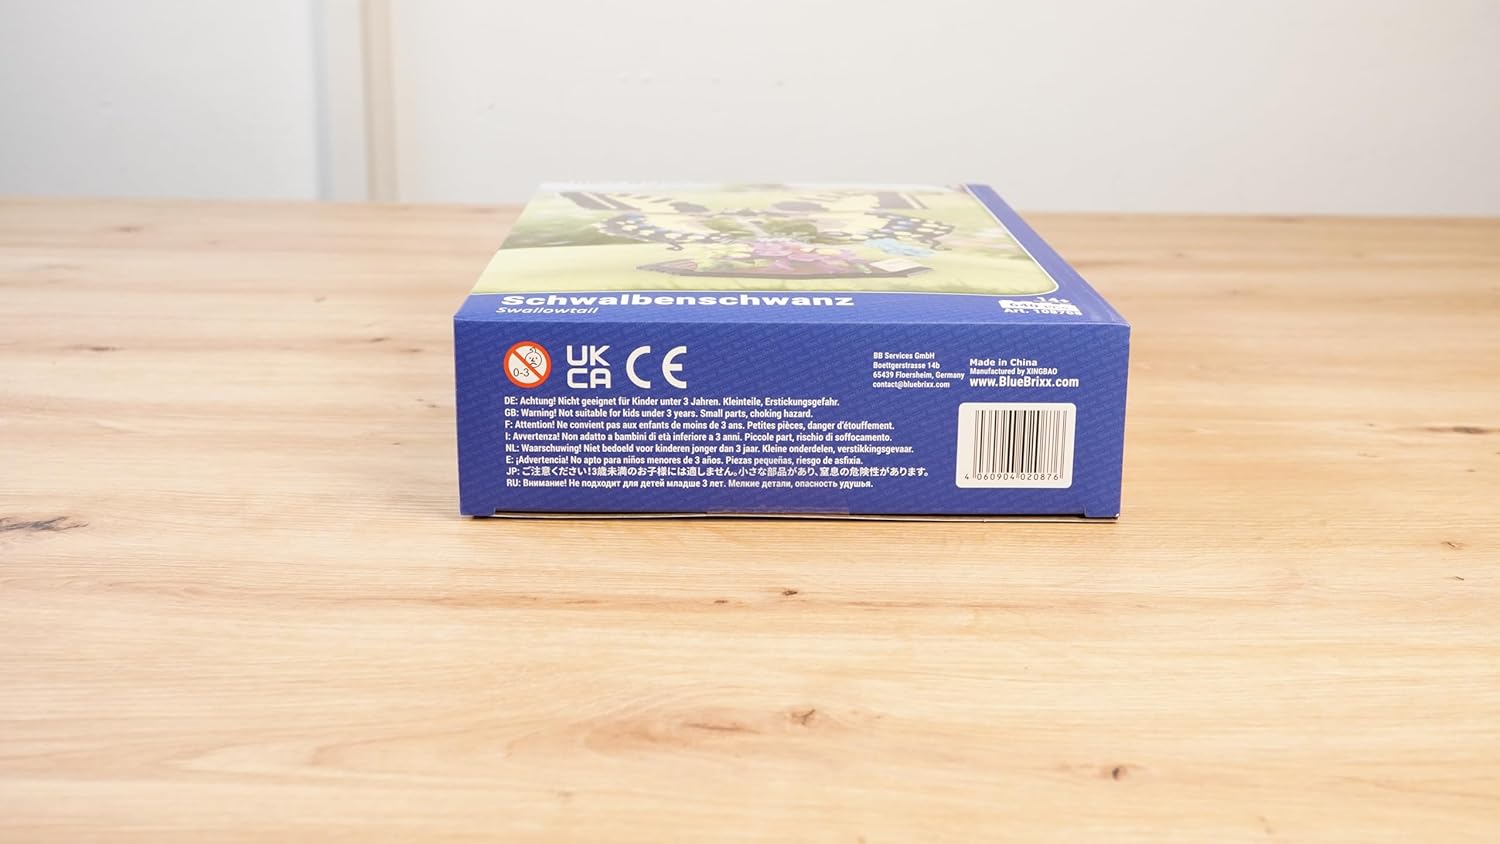 Schwalbenschwanz
Swallowtail
14+
Art.
0-3
UK
CA
CE
BB Services GmbH
Boettgerstrasse 14b
65439 Floersheim, Germany
contact@bluebrixx.com
Made in China
Manufactured by XINGBAO
www.BlueBrixx.com
DE: Achtung! Nicht geeignet für Kinder unter 3 Jahren. Kleinteile, Erstickungsgefahr.
GB: Warning! Not suitable for kids under 3 years. Small parts, choking hazard.
F: Attention! Ne convient pas aux enfants de moins de 3 ans. Petites pièces, danger d'étouffement.
I: Avvertenza! Non adatto a bambini di età inferiore a 3 anni. Piccole part, rischio di soffocamento.
NL: Waarschuwing! Niet bedoeld voor kinderen jonger dan 3 jaar. Kleine onderdelen, verstikkingsgevaar.
E: ¡Advertencia! No apto para niños menores de 3 años. Piezas pequeñas, riesgo de asfixia.
JP: ご注意ください!3歳未満のお子様には適しません。小さな部品があり、窒息の危険性があります。
RU: Внимание! Не подходит для детей младше 3 лет. Мелкие детали, опасность удушья.
4 060904 020876